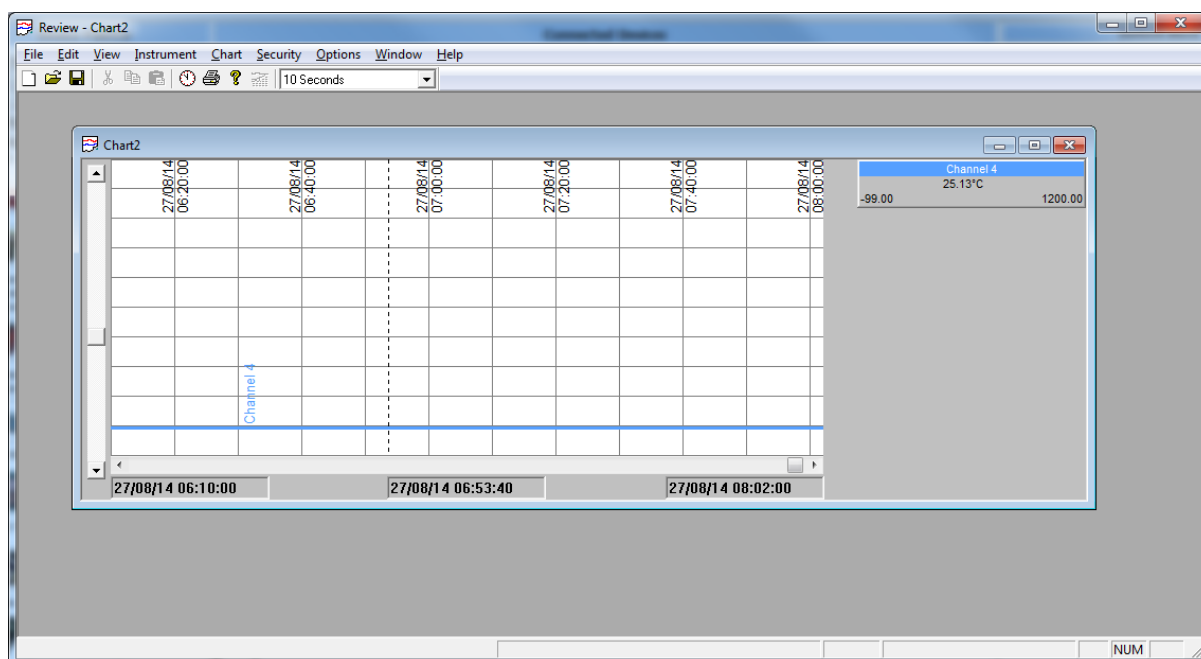 Review - Chart2
File Edit View Instrument Chart Security Options Window Help
10 Seconds
Chart2
27/08/14 06:20:00
27/08/14 06:40:00
27/08/14 07:00:00
27/08/14 07:20:00
27/08/14 07:40:00
27/08/14 08:00:00
Channel 4
25.13°C
-99.00 1200.00
Channel 4
27/08/14 06:10:00 27/08/14 06:53:40 27/08/14 08:02:00
NUM